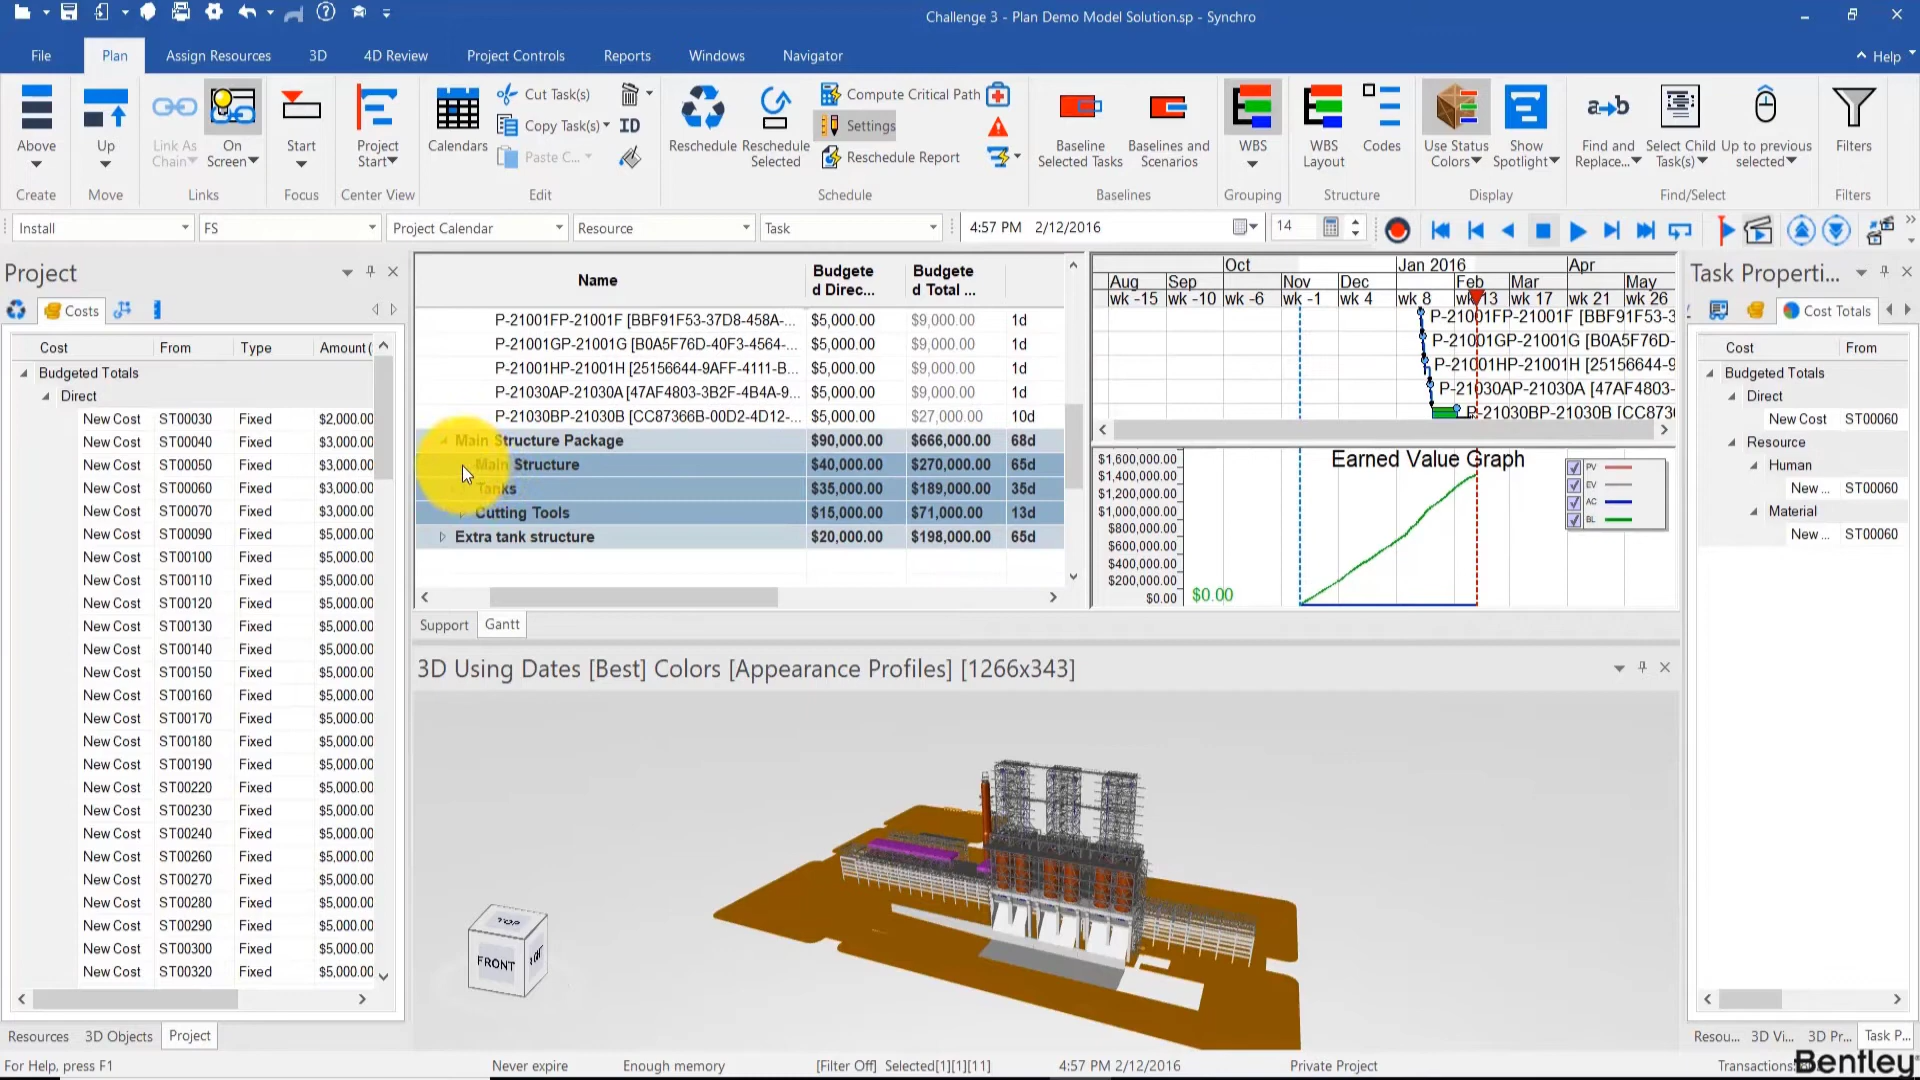 Challenge 3 - Plan Demo Model Solution.sp - Synchro
File Plan Assign Resources 3D 4D Review Project Controls Reports Windows Navigator Help
Above
Create
Up
Move
Link As Chain
On Screen
Links
Start
Focus
Project Start
Center View
Calendars
Cut Task(s)
Copy Task(s)
Paste C...
ID
Edit
Reschedule
Reschedule Selected
Compute Critical Path
Settings
Reschedule Report
Schedule
Baseline Selected Tasks
Baselines and Scenarios
Baselines
WBS
Grouping
WBS Layout
Codes
Structure
Use Status Colors
Show Spotlight
Display
Find and Replace...
Select Child Task(s)
Up to previous selected
Find/Select
Filters
Filters
Install FS Project Calendar Resource Task 4:57 PM 2/12/2016 14
Project
Costs
Cost From Type Amount (
Budgeted Totals
Direct
New Cost ST00030 Fixed $2,000.00
New Cost ST00040 Fixed $3,000.00
New Cost ST00050 Fixed $3,000.00
New Cost ST00060 Fixed $3,000.00
New Cost ST00070 Fixed $3,000.00
New Cost ST00090 Fixed $5,000.00
New Cost ST00100 Fixed $5,000.00
New Cost ST00110 Fixed $5,000.00
New Cost ST00120 Fixed $5,000.00
New Cost ST00130 Fixed $5,000.00
New Cost ST00140 Fixed $5,000.00
New Cost ST00150 Fixed $5,000.00
New Cost ST00160 Fixed $5,000.00
New Cost ST00170 Fixed $5,000.00
New Cost ST00180 Fixed $5,000.00
New Cost ST00190 Fixed $5,000.00
New Cost ST00220 Fixed $5,000.00
New Cost ST00230 Fixed $5,000.00
New Cost ST00240 Fixed $5,000.00
New Cost ST00260 Fixed $5,000.00
New Cost ST00270 Fixed $5,000.00
New Cost ST00280 Fixed $5,000.00
New Cost ST00290 Fixed $5,000.00
New Cost ST00300 Fixed $5,000.00
New Cost ST00320 Fixed $5,000.00
Resources 3D Objects Project
Name Budgete d Direc... Budgete d Total ...
P-21001FP-21001F [BBF91F53-37D8-458A-... $5,000.00 $9,000.00 1d
P-21001GP-21001G [B0A5F76D-40F3-4564-... $5,000.00 $9,000.00 1d
P-21001HP-21001H [25156644-9AFF-4111-B... $5,000.00 $9,000.00 1d
P-21030AP-21030A [47AF4803-3B2F-4B4A-9... $5,000.00 $9,000.00 1d
P-21030BP-21030B [CC87366B-00D2-4D12-... $5,000.00 $27,000.00 10d
Main Structure Package $90,000.00 $666,000.00 68d
Main Structure $40,000.00 $270,000.00 65d
Tanks $35,000.00 $189,000.00 35d
Cutting Tools $15,000.00 $71,000.00 13d
Extra tank structure $20,000.00 $198,000.00 65d
Support Gantt
Oct Jan 2016 Apr
Aug Sep Nov Dec Feb Mar May
wk -15 wk -10 wk -6 wk -1 wk 4 wk 8 wk 13 wk 17 wk 21 wk 26
P-21001FP-21001F [BBF91F53-3
P-21001GP-21001G [B0A5F76D-
P-21001HP-21001H [25156644-9
P-21030AP-21030A [47AF4803-
P-21030BP-21030B [CC873
Earned Value Graph
$1,600,000.00
$1,400,000.00
$1,200,000.00
$1,000,000.00
$800,000.00
$600,000.00
$400,000.00
$200,000.00
$0.00
$0.00
PV
EV
AC
BL
3D Using Dates [Best] Colors [Appearance Profiles] [1266x343]
TOP
FRONT
Task Properti...
Cost Totals
Cost From
Budgeted Totals
Direct
New Cost ST00060
Resource
Human
New ... ST00060
Material
New ... ST00060
Resou... 3D Vi... 3D Pr... Task P...
For Help, press F1 Never expire Enough memory [Filter Off] Selected[1][1][11] 4:57 PM 2/12/2016 Private Project Transactions:
Bentley